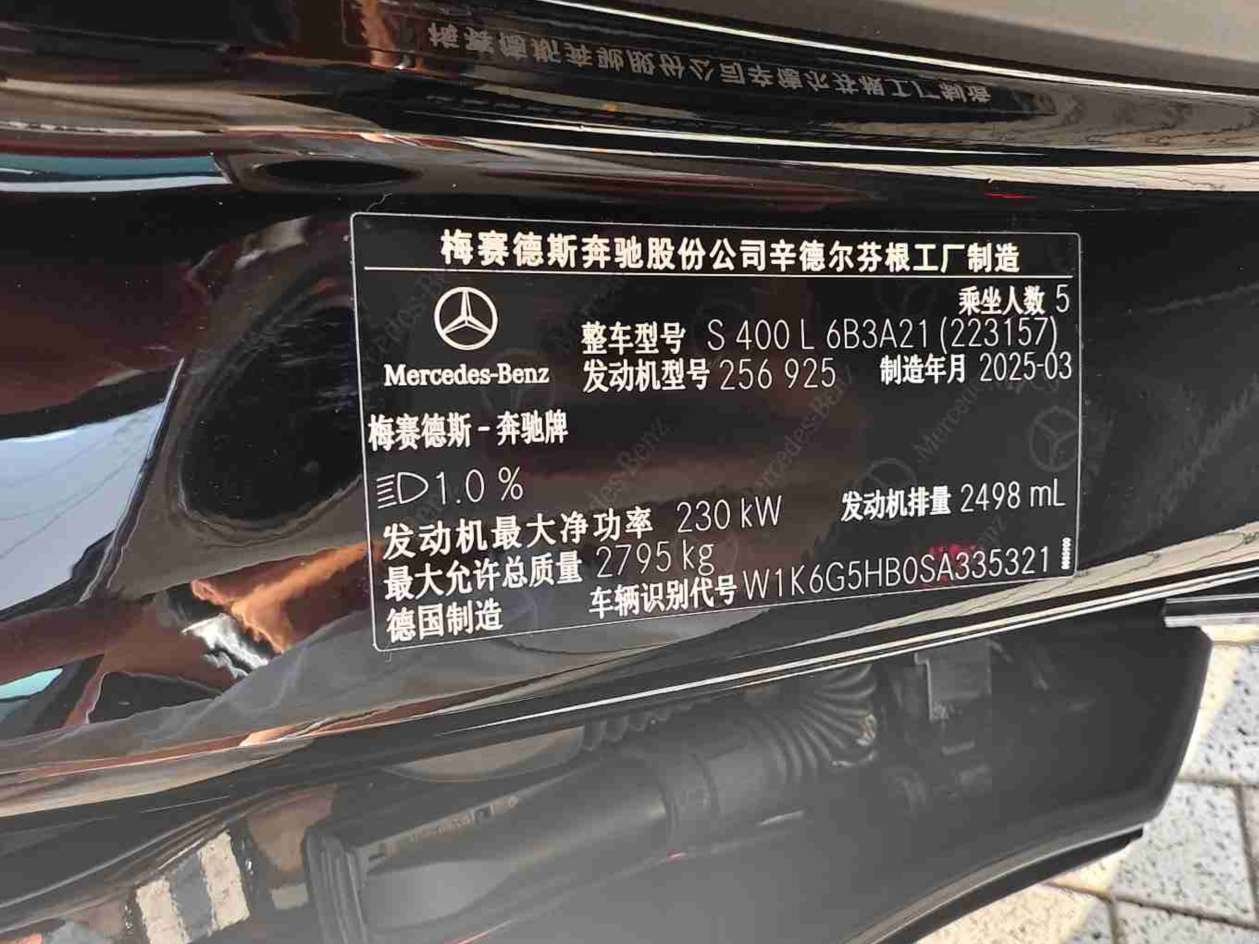 梅赛德斯奔驰股份公司辛德尔芬根工厂制造
乘坐人数 5
整车型号 S 400 L 6B3A21 (223157)
Mercedes-Benz 发动机型号 256 925 制造年月 2025-03
梅赛德斯 - 奔驰牌
1.0 %
发动机最大净功率 230 kW 发动机排量 2498 mL
最大允许总质量 2795 kg
德国制造 车辆识别代号 W1K6G5HB0SA335321